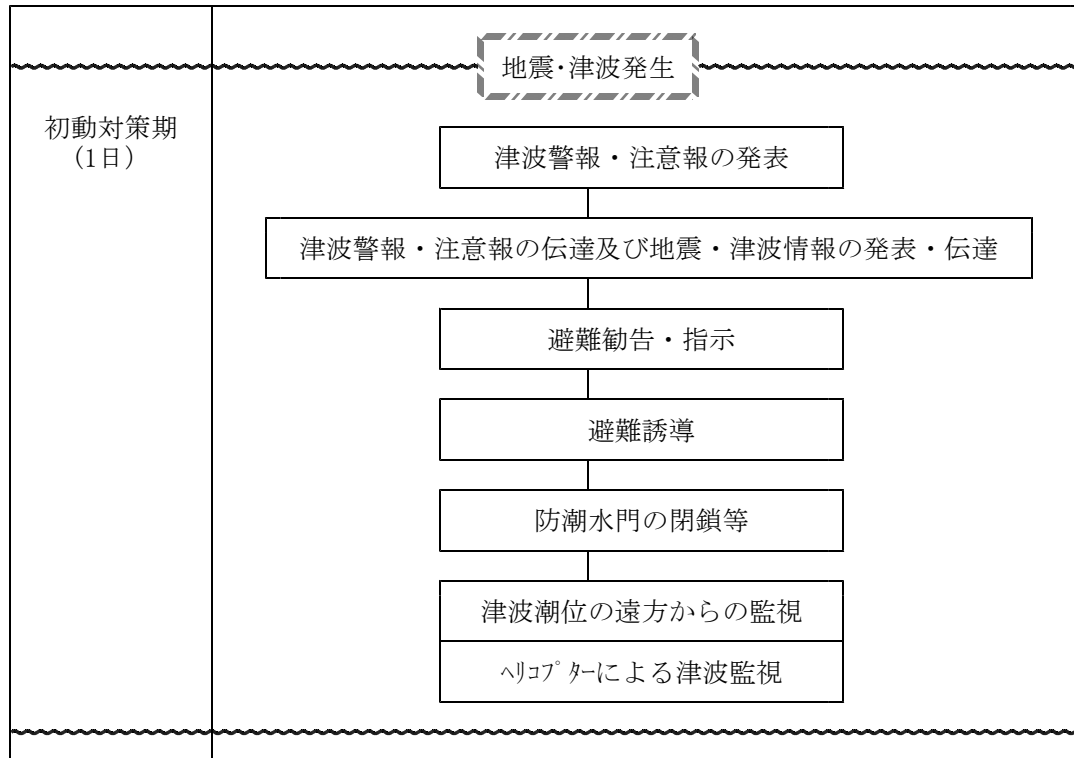 地震・津波発生
初動対策期
(1日)
津波警報・注意報の発表
津波警報・注意報の伝達及び地震・津波情報の発表・伝達
避難勧告・指示
避難誘導
防潮水門の閉鎖等
津波潮位の遠方からの監視
ﾍﾘｺﾌﾟﾀｰによる津波監視